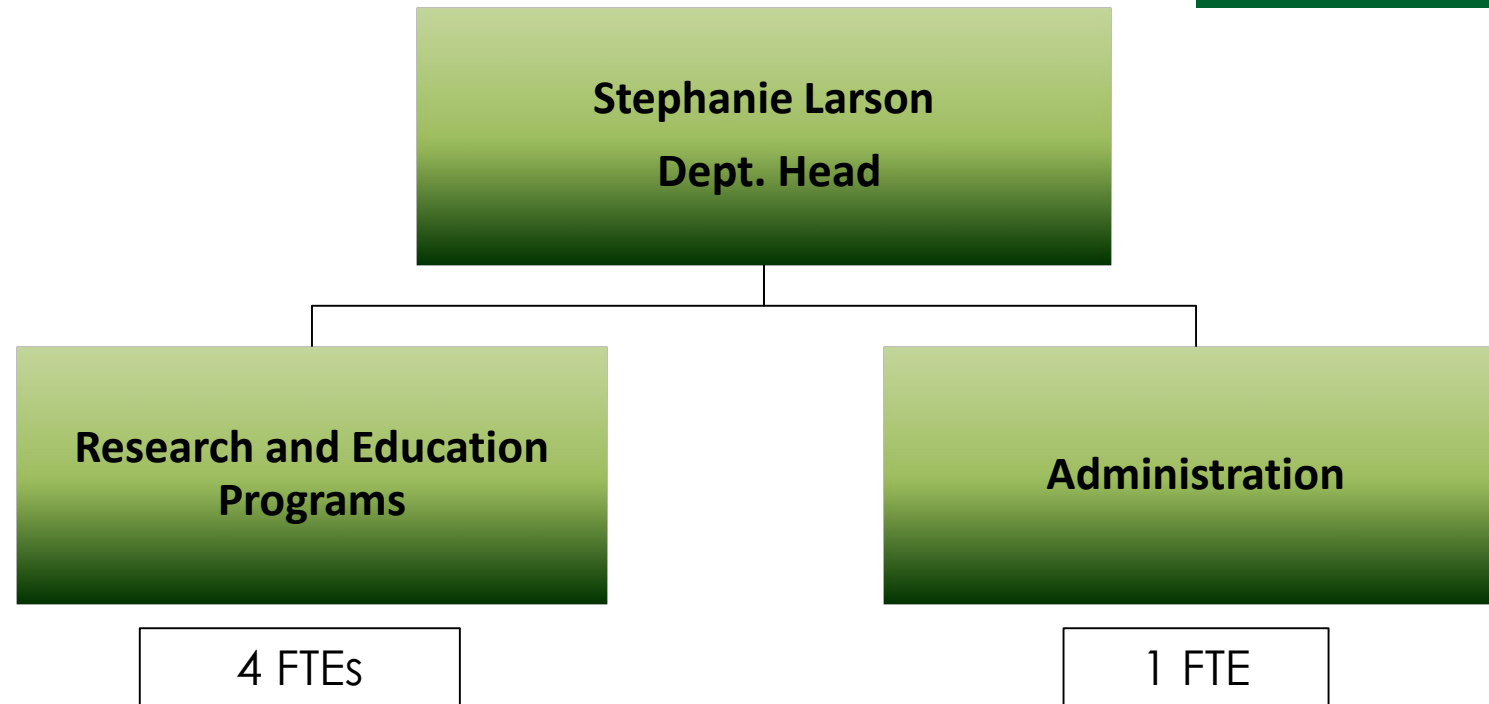 Stephanie Larson
Dept. Head
Research and Education
Programs
Administration
4 FTEs
1 FTE